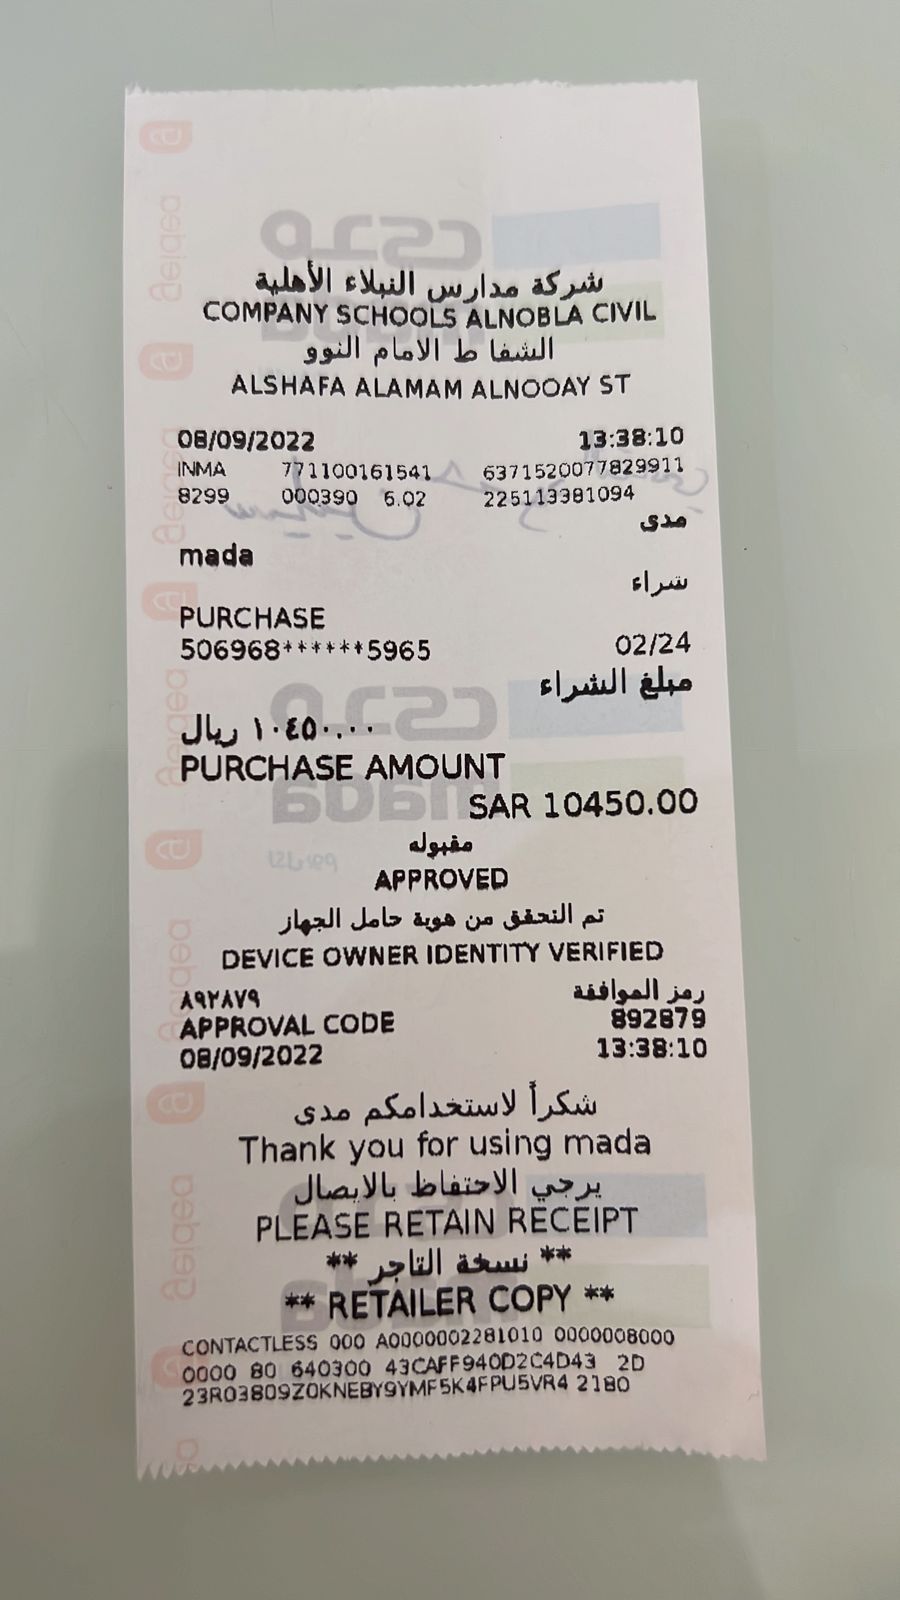 شركة مدارس النبلاء الأهلية
COMPANY SCHOOLS ALNOBLA CIVIL
الشفا ط الامام النوو
ALSHAFA ALAMAM ALNOOAY ST
08/09/2022 13:38:10
INMA 771100161541 6371520077829911
8299 000390 6.02 225113381094
مدى
mada
شراء
PURCHASE
506968******5965 02/24
مبلغ الشراء
١٠٤٥٠.٠٠ ريال
PURCHASE AMOUNT
SAR 10450.00
مقبوله
APPROVED
تم التحقق من هوية حامل الجهاز
DEVICE OWNER IDENTITY VERIFIED
رمز الموافقة ٨٩٢٨٧٩
APPROVAL CODE 892879
08/09/2022 13:38:10
شكراً لاستخدامكم مدى
Thank you for using mada
يرجي الاحتفاظ بالايصال
PLEASE RETAIN RECEIPT
** نسخة التاجر **
** RETAILER COPY **
CONTACTLESS 000 A0000002281010 0000008000
0000 80 640300 43CAFF940D2C4D43 2D
23R03809Z0KNEBY9YMF5K4FPU5VR4 2180